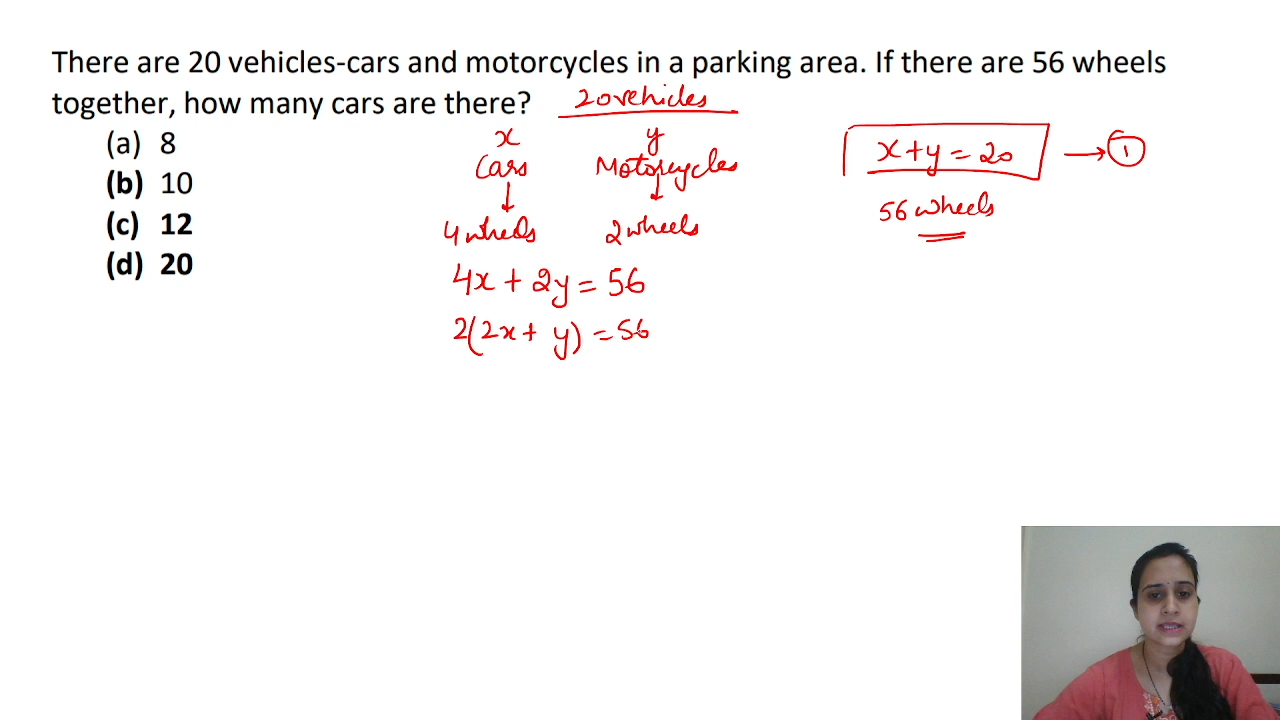 There are 20 vehicles-cars and motorcycles in a parking area. If there are 56 wheels
together, how many cars are there?
20 vehicles
(a) 8
(b) 10
(c) 12
(d) 20
x y
Cars Motorcycles
↓ ↓
4 wheels 2 wheels
4x + 2y = 56
2(2x + y) = 56
x + y = 20 → ①
56 wheels